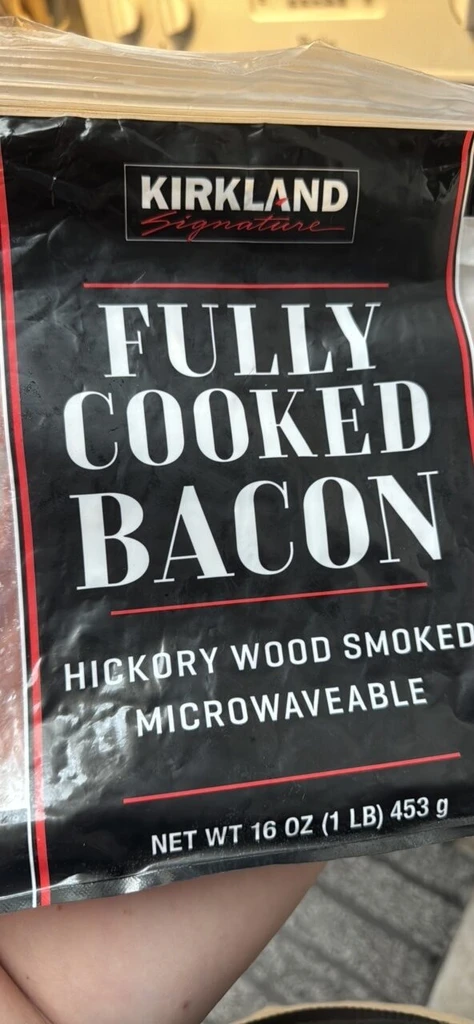 KIRKLAND
Signature
FULLY
COOKED
BACON
HICKORY WOOD SMOKED
MICROWAVEABLE
NET WT 16 OZ (1 LB) 453 g